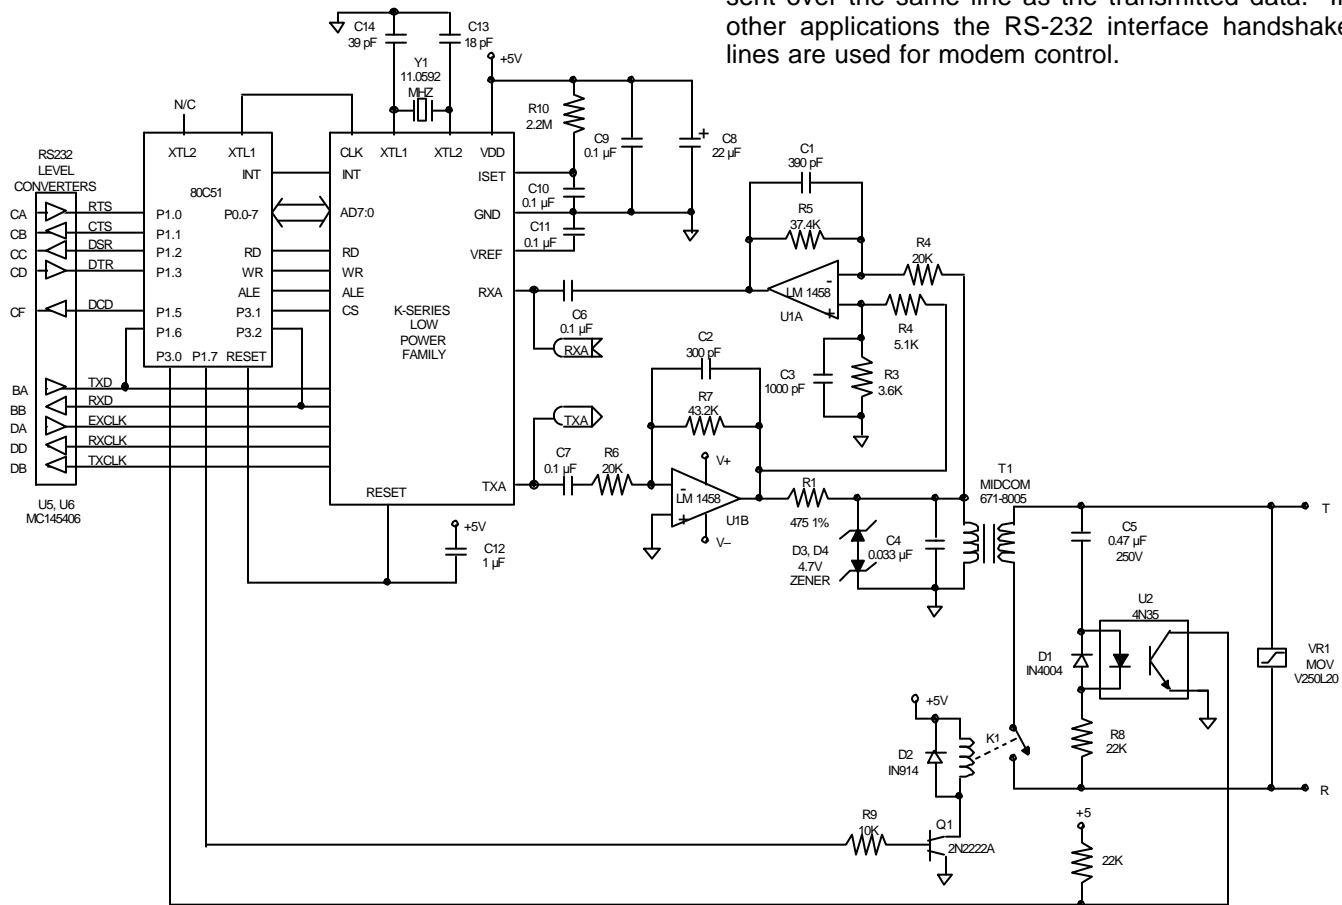 sent over the same line as the transmitted data. I
other applications the RS-232 interface handshake
lines are used for modem control.
C14
39 pF
C13
18 pF
Y1
11.0592
MHZ
+5V
N/C
R10
2.2M
C9
0.1 µF
+
C8
22 µF
C1
390 pF
RS232
LEVEL
CONVERTERS
XTL2
XTL1
INT
80C51
P0.0-7
RD
WR
ALE
P3.1
P3.2
P1.0
P1.1
P1.2
P1.3
P1.5
P1.6
P3.0
P1.7
RESET
CLK
XTL1
XTL2
VDD
INT
ISET
AD7:0
GND
VREF
RD
WR
ALE
CS
RXA
K-SERIES
LOW
POWER
FAMILY
TXA
RESET
CA
RTS
CB
CTS
CC
DSR
CD
DTR
CF
DCD
BA
TXD
BB
RXD
DA
EXCLK
DD
RXCLK
DB
TXCLK
U5, U6
MC145406
C10
0.1 µF
C11
0.1 µF
R5
37.4K
R4
20K
-
LM 1458
+
U1A
R4
5.1K
C6
0.1 µF
RXA
C2
300 pF
C3
1000 pF
R3
3.6K
R7
43.2K
TXA
C7
0.1 µF
R6
20K
V+
-
LM 1458
+
U1B
V–
R1
475 1%
D3, D4
4.7V
ZENER
C4
0.033 µF
T1
MIDCOM
671-8005
T
C5
0.47 µF
250V
+5V
C12
1 µF
U2
4N35
D1
IN4004
VR1
MOV
V250L20
+5V
D2
IN914
K1
R8
22K
R
R9
10K
Q1
2N2222A
+5
22K